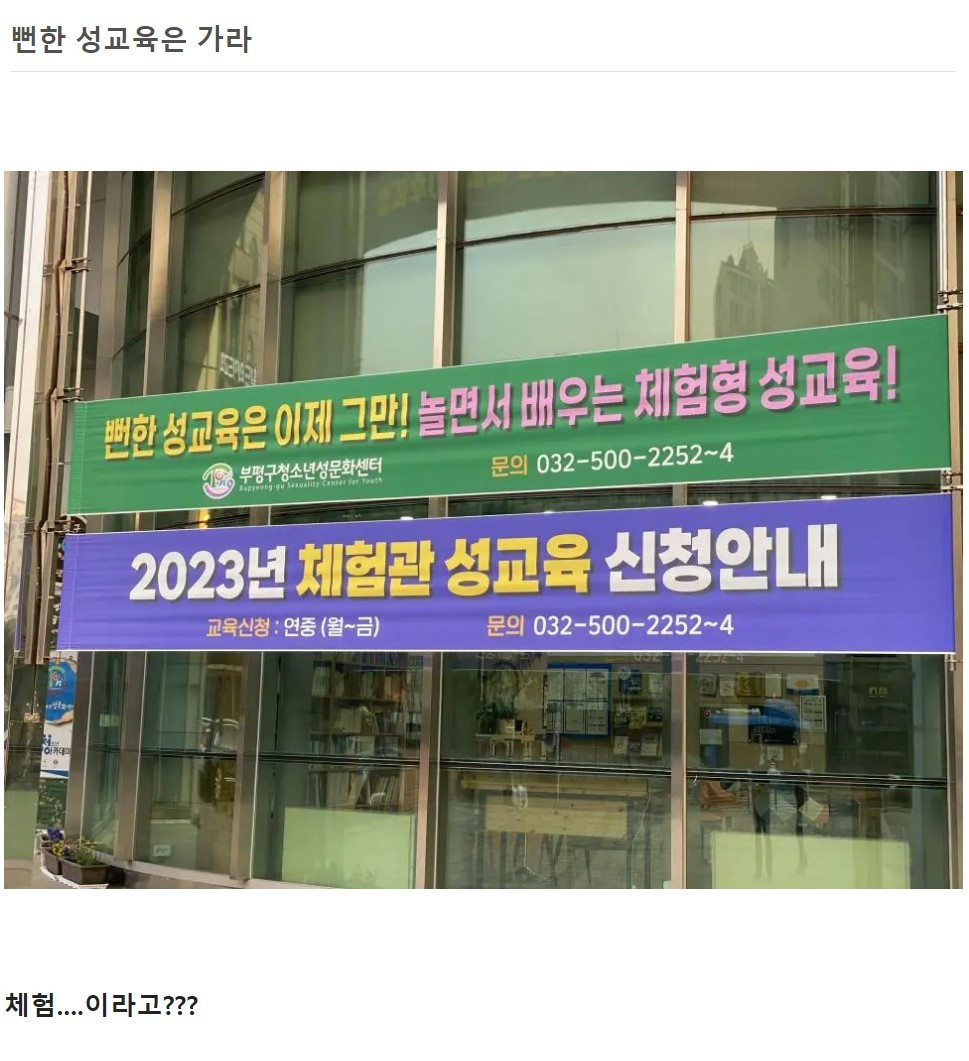 뻔한 성교육은 가라
뻔한 성교육은 이제 그만! 놀면서 배우는 체험형 성교육!
부평구청소년성문화센터
Bupyeong-gu Sexuality Center for Youth
문의 032-500-2252~4
2023년 체험관 성교육 신청안내
교육신청 : 연중 (월~금)
문의 032-500-2252~4
체험....이라고???